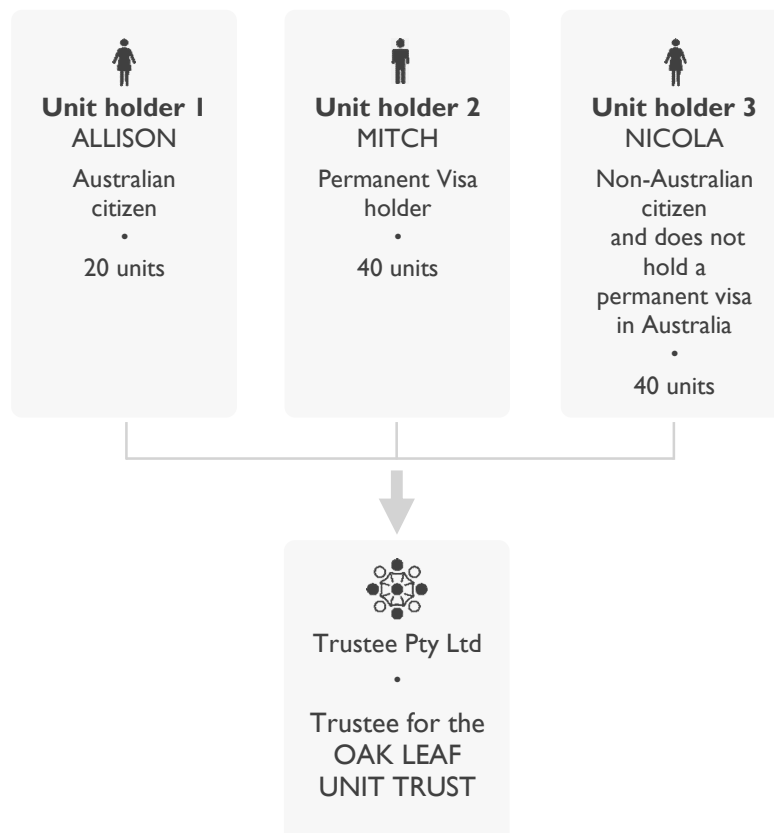 Unit holder 1
ALLISON
Australian
citizen
•
20 units
Unit holder 2
MITCH
Permanent Visa
holder
•
40 units
Unit holder 3
NICOLA
Non-Australian
citizen
and does not
hold a
permanent visa
in Australia
•
40 units
Trustee Pty Ltd
•
Trustee for the
OAK LEAF
UNIT TRUST